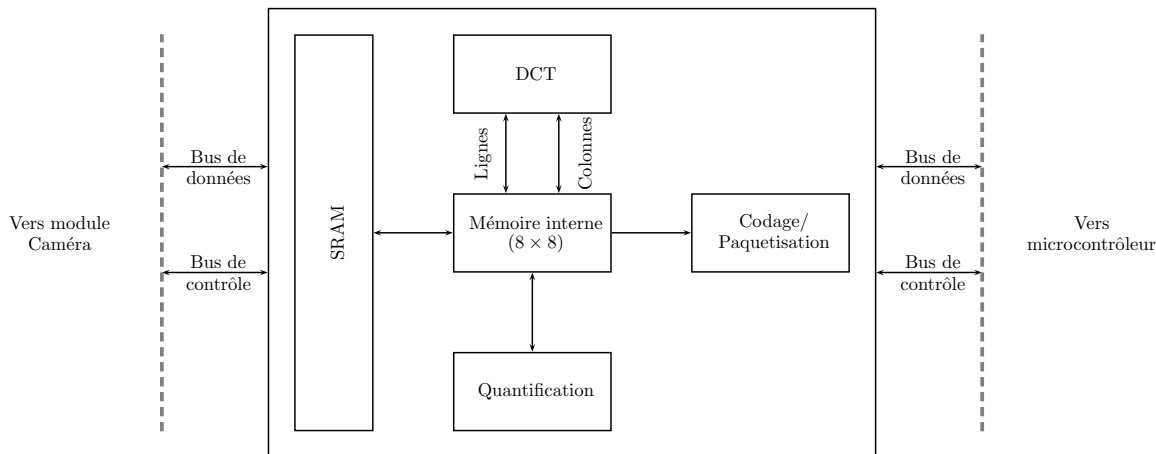 Vers module
Caméra
Bus de
données
Bus de
contrôle
SRAM
DCT
Lignes
Colonnes
Mémoire interne
(8 × 8)
Quantification
Codage/
Paquetisation
Bus de
données
Bus de
contrôle
Vers
microcontrôleur